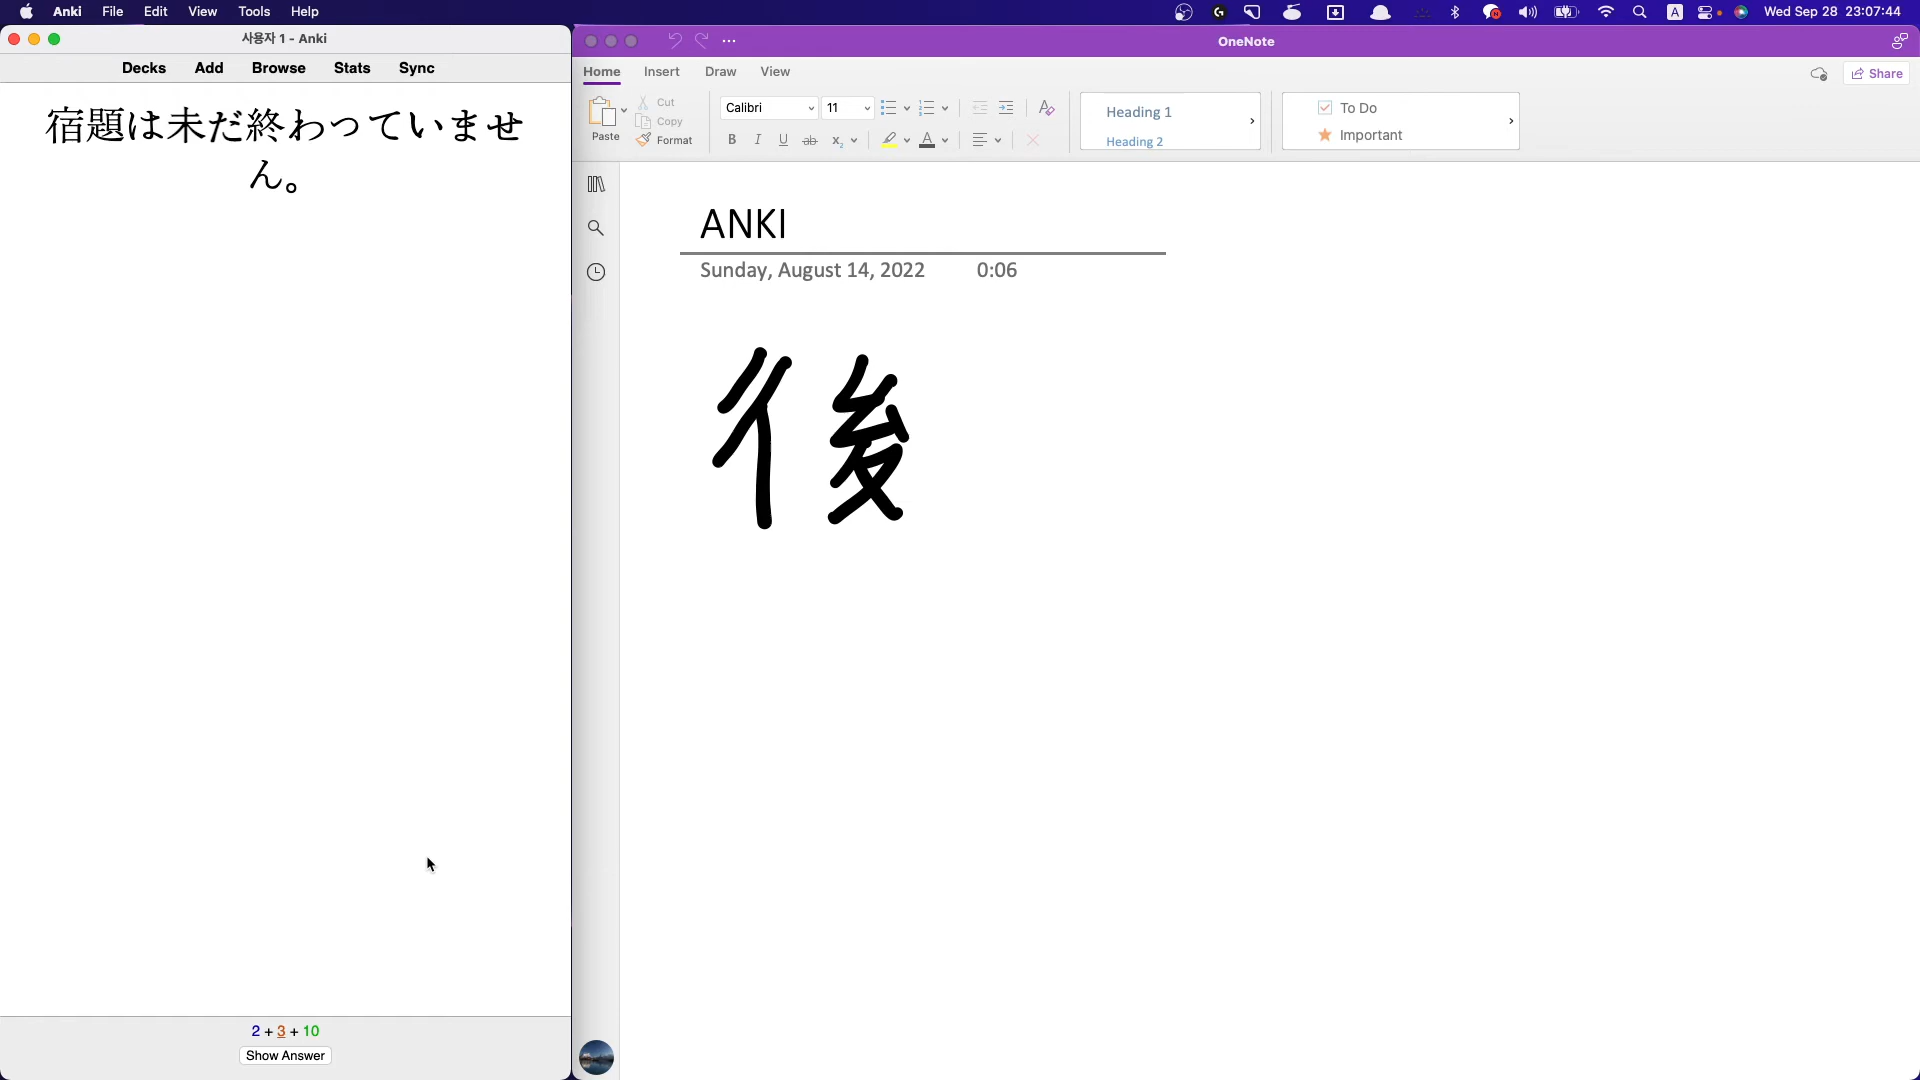 Anki File Edit View Tools Help
A
Wed Sep 28 23:07:44
사용자 1 - Anki
Decks Add Browse Stats Sync
宿題は未だ終わっていませ
ん。
2 + 3 + 10
Show Answer
OneNote
Home Insert Draw View
Share
Paste
Cut
Copy
Format
Calibri
11
B I U ab x₂
A
Heading 1
Heading 2
To Do
Important
ANKI
Sunday, August 14, 2022 0:06
後